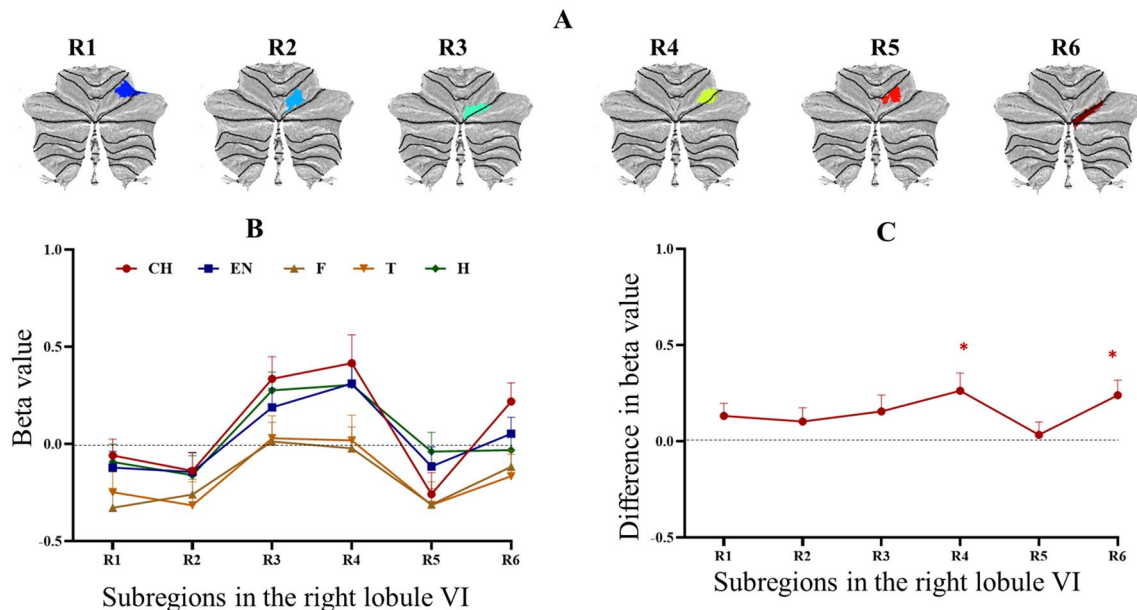 A
R1 R2 R3 R4 R5 R6
B
1.0
CH EN F T H
0.5
0.0
-0.5
Beta value
R1 R2 R3 R4 R5 R6
Subregions in the right lobule VI
C
1.0
0.5
*
*
0.0
-0.5
Difference in beta value
R1 R2 R3 R4 R5 R6
Subregions in the right lobule VI